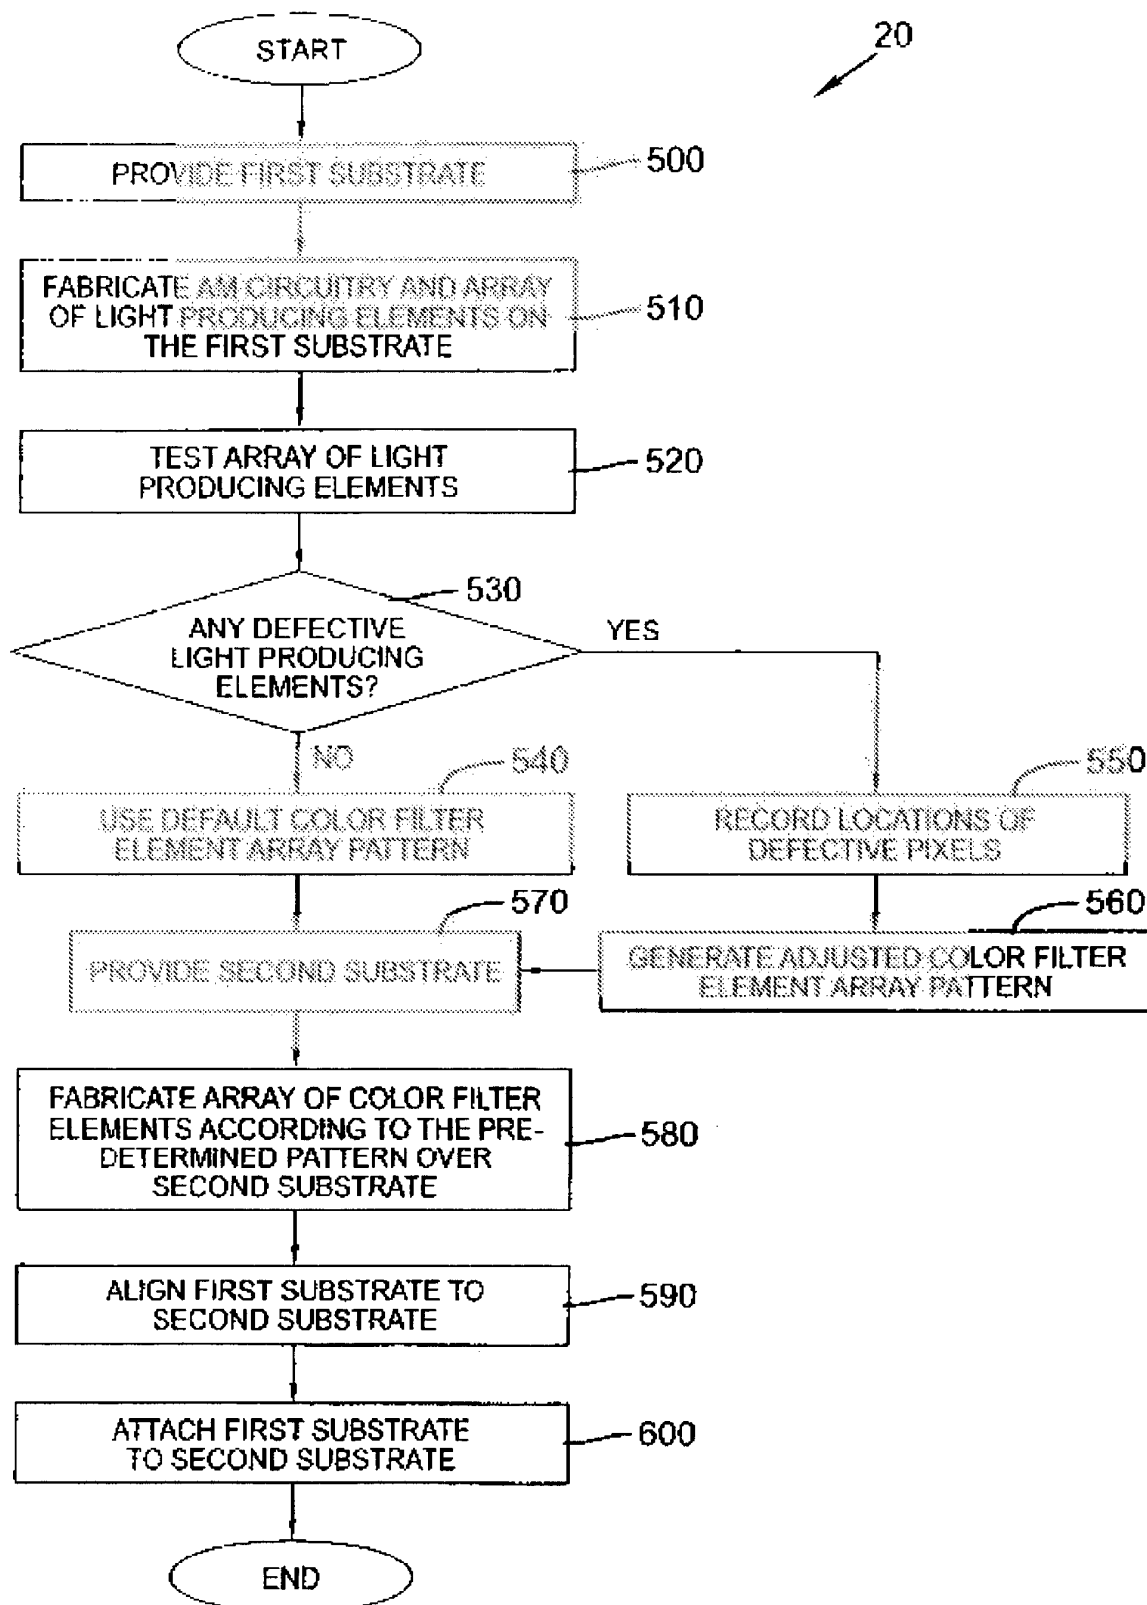 START
20
PROVIDE FIRST SUBSTRATE
500
FABRICATE AM CIRCUITRY AND ARRAY
OF LIGHT PRODUCING ELEMENTS ON
THE FIRST SUBSTRATE
510
TEST ARRAY OF LIGHT
PRODUCING ELEMENTS
520
530
ANY DEFECTIVE
LIGHT PRODUCING
ELEMENTS?
YES
NO
540
USE DEFAULT COLOR FILTER
ELEMENT ARRAY PATTERN
550
RECORD LOCATIONS OF
DEFECTIVE PIXELS
570
PROVIDE SECOND SUBSTRATE
560
GENERATE ADJUSTED COLOR FILTER
ELEMENT ARRAY PATTERN
FABRICATE ARRAY OF COLOR FILTER
ELEMENTS ACCORDING TO THE PRE-
DETERMINED PATTERN OVER
SECOND SUBSTRATE
580
ALIGN FIRST SUBSTRATE TO
SECOND SUBSTRATE
590
ATTACH FIRST SUBSTRATE
TO SECOND SUBSTRATE
600
END